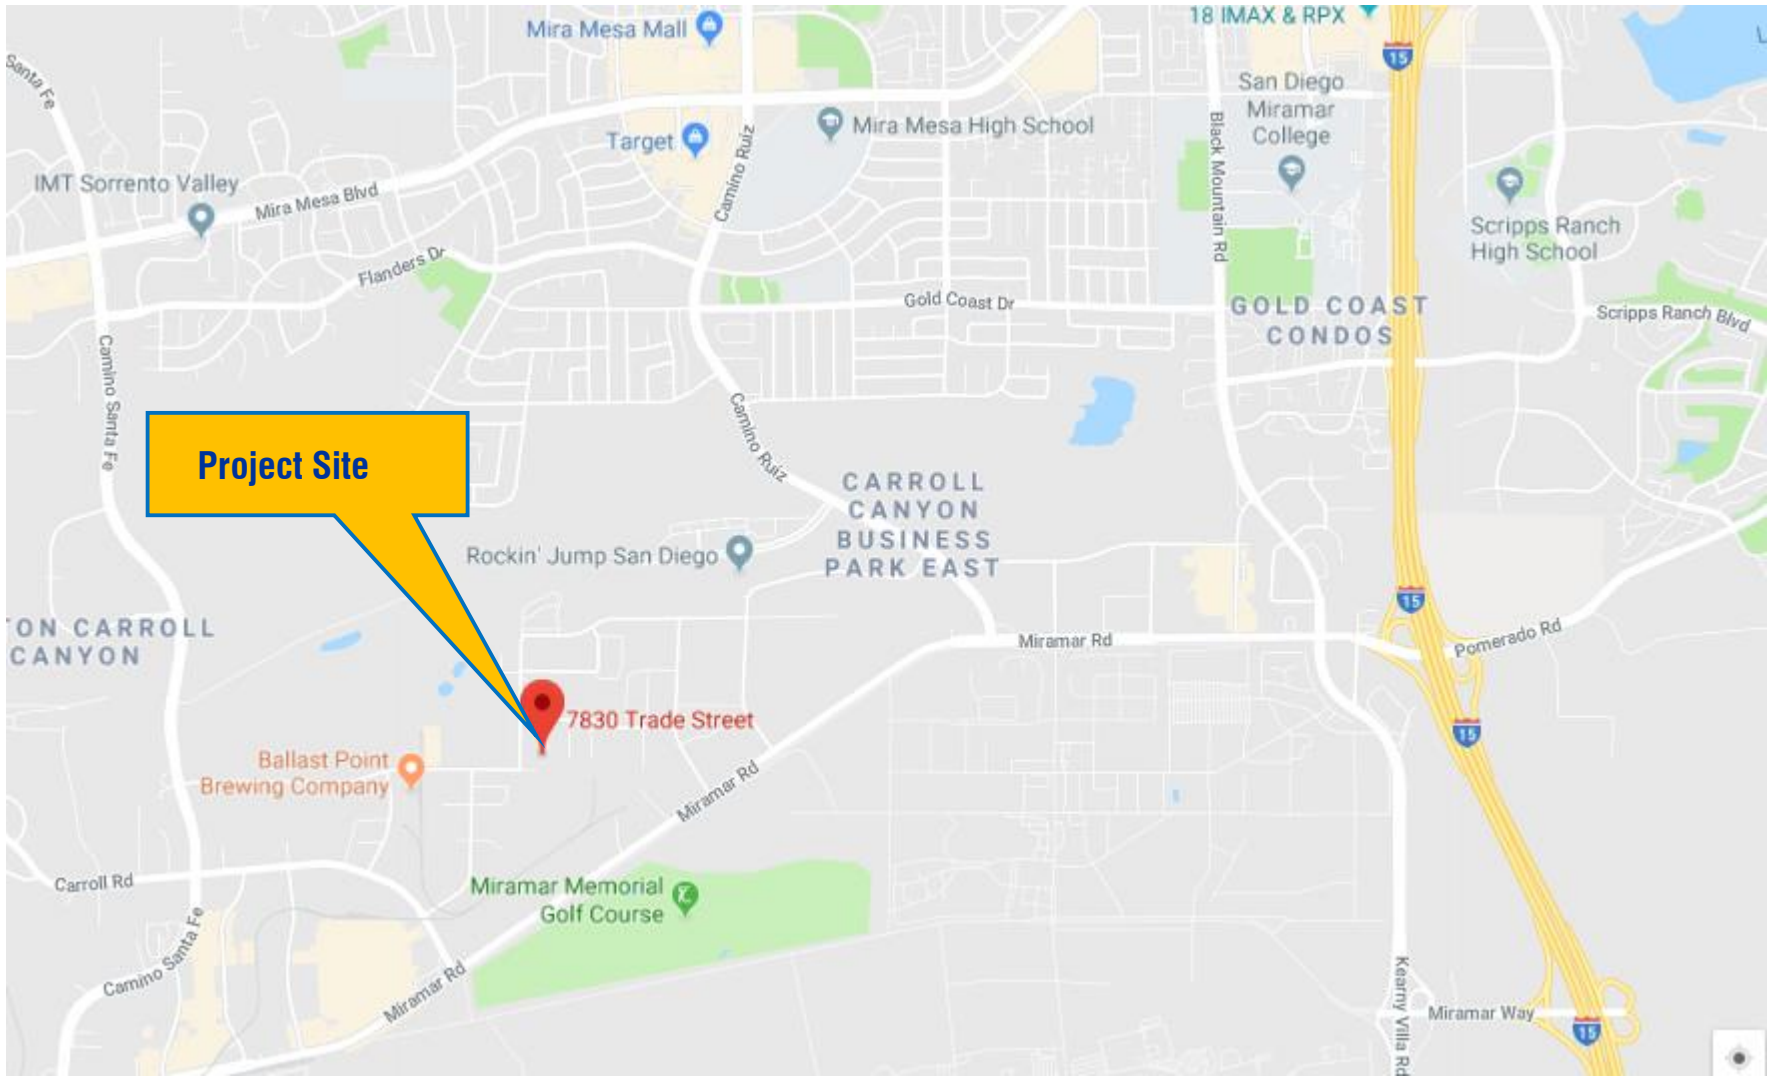 Mira Mesa Mall
18 IMAX & RPX
15
Santa Fe
San Diego
Miramar
College
Target
Camino Ruiz
Mira Mesa High School
Black Mountain Rd
IMT Sorrento Valley
Mira Mesa Blvd
Scripps Ranch
High School
Flanders Dr
Gold Coast Dr
GOLD COAST
CONDOS
Scripps Ranch Blvd
Camino Santa Fe
Camino Ruiz
Project Site
CARROLL
CANYON
BUSINESS
PARK EAST
Rockin' Jump San Diego
15
ON CARROLL
CANYON
Miramar Rd
Pomerado Rd
7830 Trade Street
15
Ballast Point
Brewing Company
Miramar Rd
Carroll Rd
Miramar Memorial
Golf Course
Camino Santa Fe
Miramar Rd
Kearny Villa Rd
Miramar Way
15